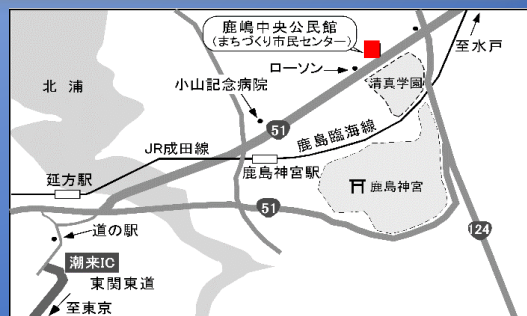 鹿嶋中央公民館
（まちづくり市民センター）
至水戸
ローソン
清真学園
北浦
小山記念病院
51
鹿島臨海線
JR成田線
延方駅
鹿島神宮駅
鹿島神宮
51
124
道の駅
潮来IC
東関東道
至東京